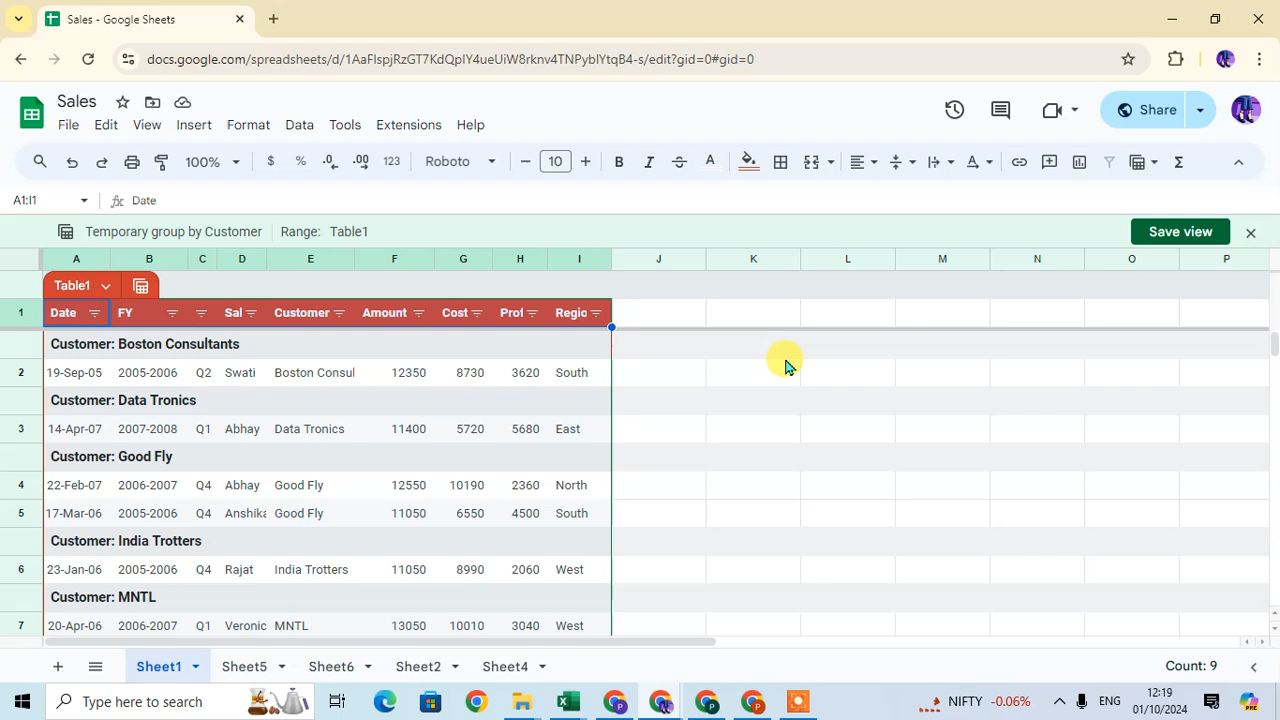 Sales - Google Sheets
docs.google.com/spreadsheets/d/1AaFIspjRzGT7KdQpIY4ueUiW8rknv4TNPybIYtqB4-s/edit?gid=0#gid=0
Sales
Share
File Edit View Insert Format Data Tools Extensions Help
100% $ % .0 .00 123 Roboto 10 B I A Σ
A1:I1 fx Date
Temporary group by Customer Range: Table1 Save view
A B C D E F G H I J K L M N O P
Table1
1 Date FY Sal Customer Amount Cost Prof Regio
Customer: Boston Consultants
2 19-Sep-05 2005-2006 Q2 Swati Boston Consul 12350 8730 3620 South
Customer: Data Tronics
3 14-Apr-07 2007-2008 Q1 Abhay Data Tronics 11400 5720 5680 East
Customer: Good Fly
4 22-Feb-07 2006-2007 Q4 Abhay Good Fly 12550 10190 2360 North
5 17-Mar-06 2005-2006 Q4 Anshika Good Fly 11050 6550 4500 South
Customer: India Trotters
6 23-Jan-06 2005-2006 Q4 Rajat India Trotters 11050 8990 2060 West
Customer: MNTL
7 20-Apr-06 2006-2007 Q1 Veronic MNTL 13050 10010 3040 West
Sheet1 Sheet5 Sheet6 Sheet2 Sheet4 Count: 9
Type here to search NIFTY -0.06% ENG 12:19
01/10/2024